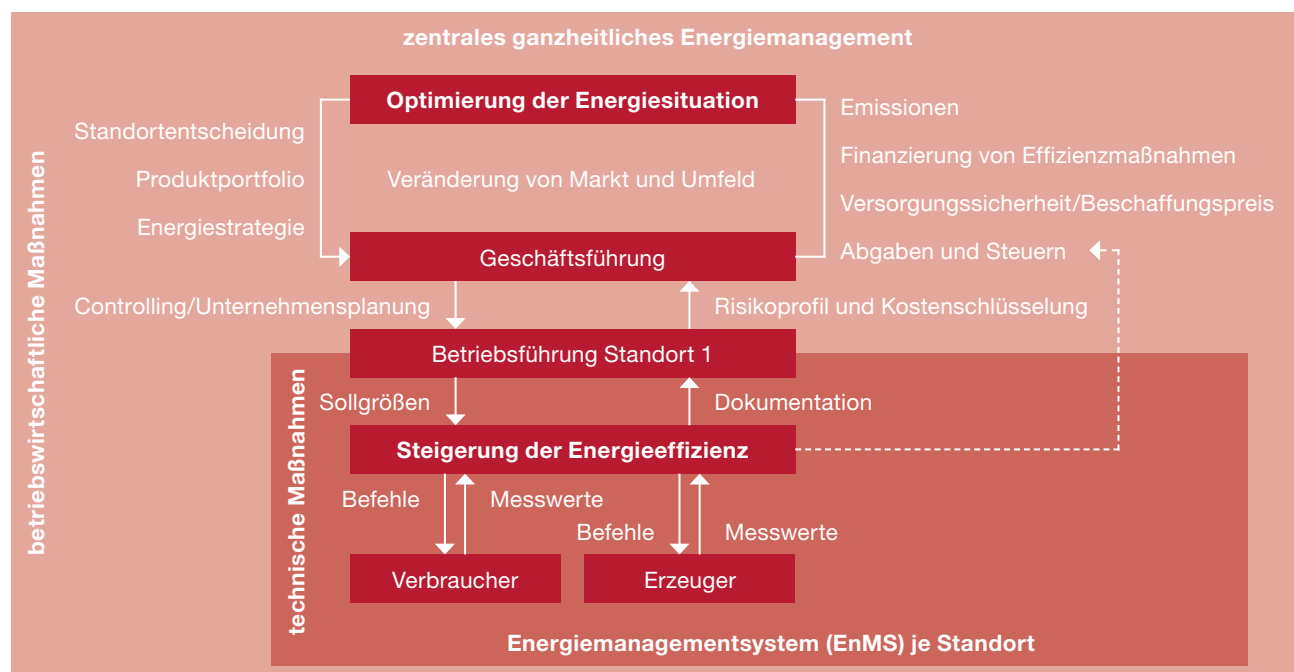 zentrales ganzheitliches Energiemanagement
betriebswirtschaftliche Maßnahmen
Optimierung der Energiesituation
Standortentscheidung
Produktportfolio
Energiestrategie
Veränderung von Markt und Umfeld
Emissionen
Finanzierung von Effizienzmaßnahmen
Versorgungssicherheit/Beschaffungspreis
Abgaben und Steuern
Geschäftsführung
Controlling/Unternehmensplanung
Risikoprofil und Kostenschlüsselung
Betriebsführung Standort 1
technische Maßnahmen
Sollgrößen
Dokumentation
Steigerung der Energieeffizienz
Befehle
Messwerte
Befehle
Messwerte
Verbraucher
Erzeuger
Energiemanagementsystem (EnMS) je Standort